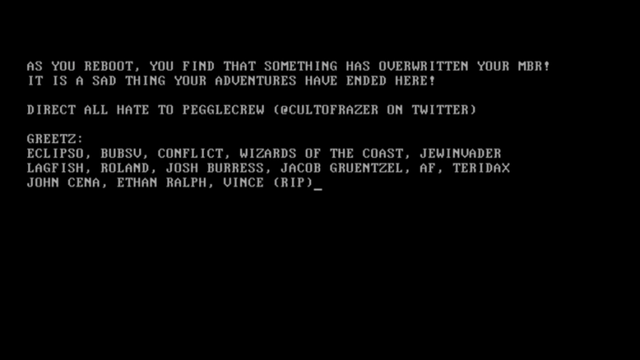 AS YOU REBOOT, YOU FIND THAT SOMETHING HAS OVERWRITTEN YOUR MBR!
IT IS A SAD THING YOUR ADVENTURES HAVE ENDED HERE!
DIRECT ALL HATE TO PEGGLECREW (@CULTOFRAZER ON TWITTER)
GREETZ:
ECLIPSO, BUBSV, CONFLICT, WIZARDS OF THE COAST, JEWINVADER
LAGFISH, ROLAND, JOSH BURRESS, JACOB GRUENTZEL, AF, TERIDAX
JOHN CENA, ETHAN RALPH, VINCE (RIP)_